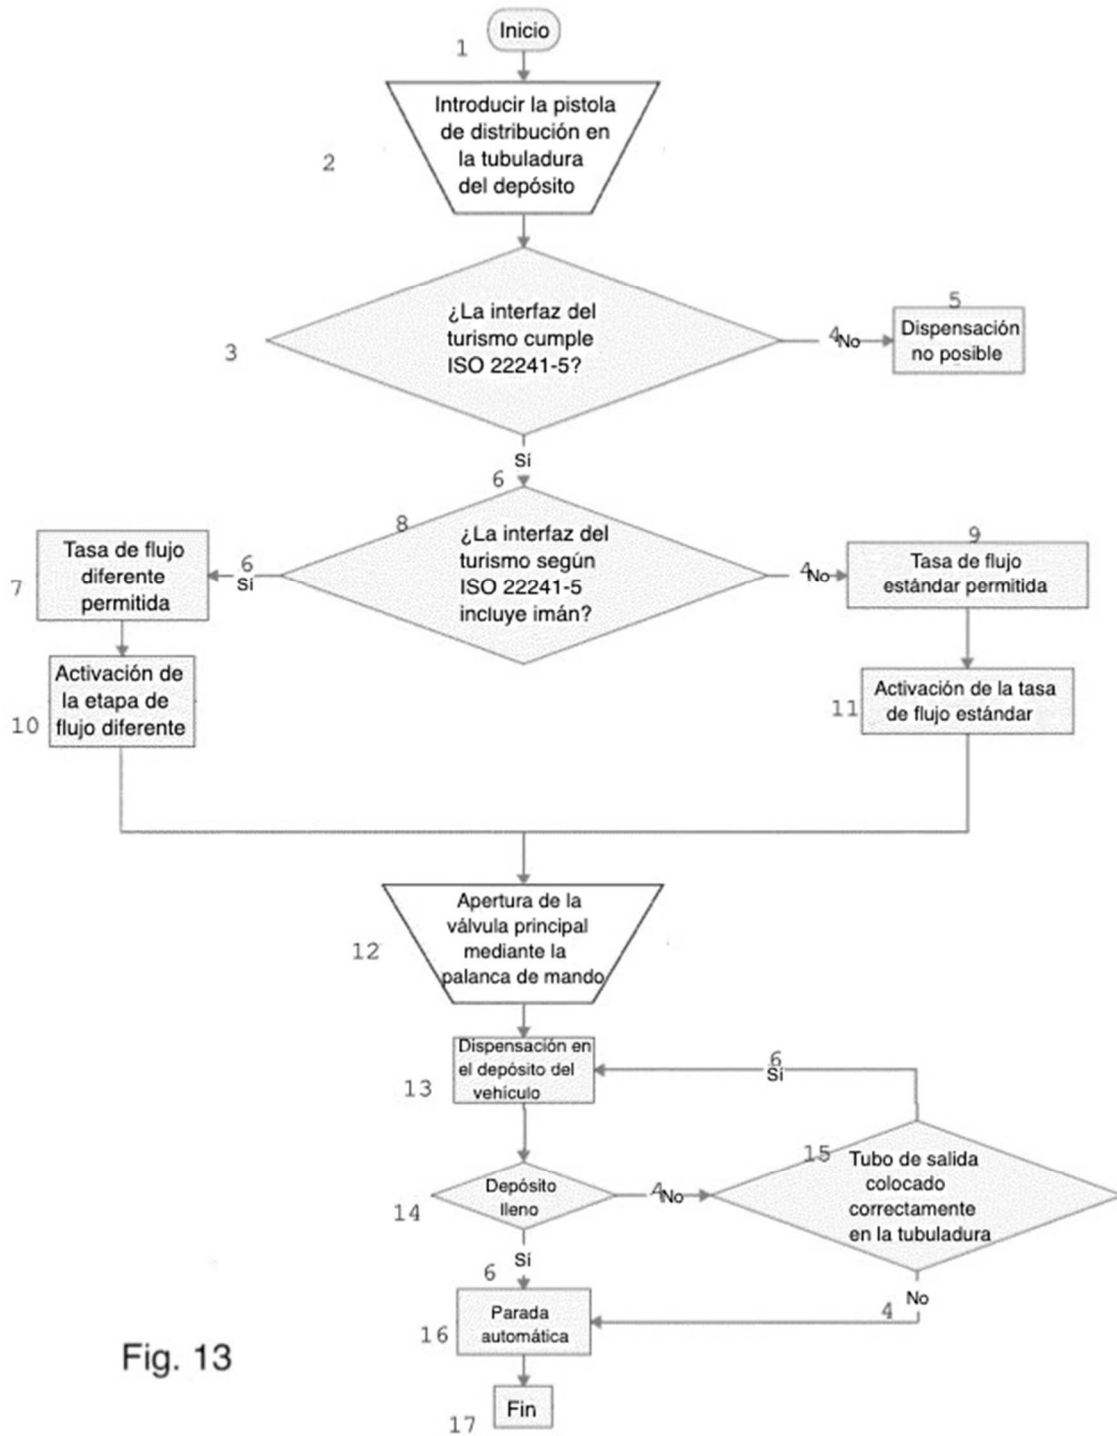 Inicio
1
Introducir la pistola
de distribución en
la tubuladura
del depósito
2
¿La interfaz del
turismo cumple
ISO 22241-5?
3
4
No
5
Dispensación
no posible
Sí
6
8
¿La interfaz del
turismo según
ISO 22241-5
incluye imán?
6
Sí
Tasa de flujo
diferente
permitida
7
4
No
9
Tasa de flujo
estándar permitida
Activación de
la etapa de
flujo diferente
10
Activación de la tasa
de flujo estándar
11
Apertura de la
válvula principal
mediante la
palanca de mando
12
Dispensación en
el depósito del
vehículo
13
6
Sí
Depósito
lleno
14
4
No
15
Tubo de salida
colocado
correctamente
en la tubuladura
Sí
6
No
4
Parada
automática
16
Fin
17
Fig. 13